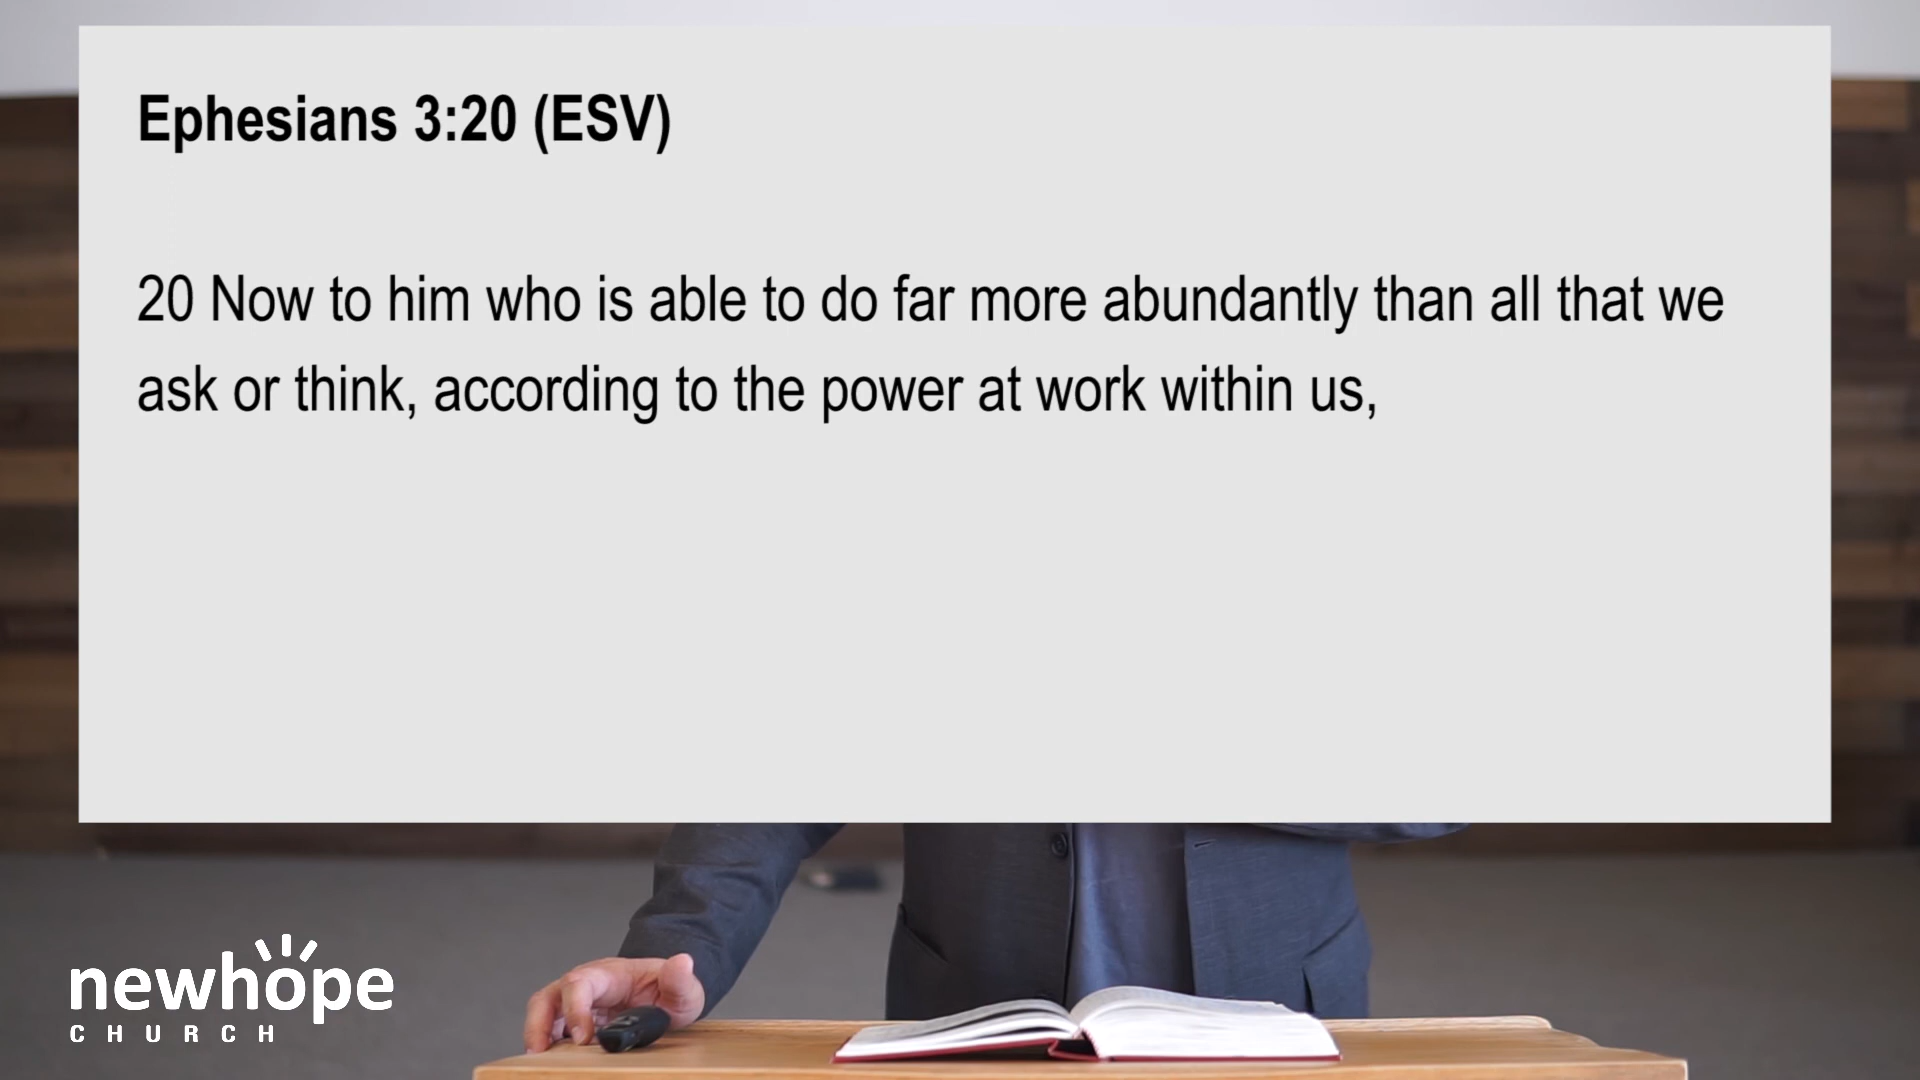 Ephesians 3:20 (ESV)
20 Now to him who is able to do far more abundantly than all that we
ask or think, according to the power at work within us,
newhope
CHURCH